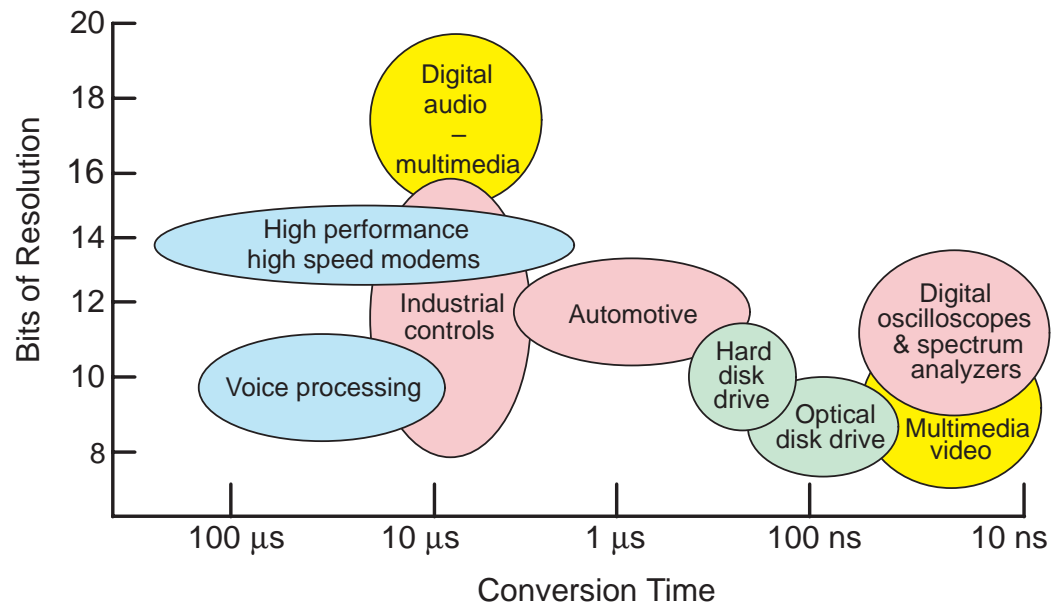 Bits of Resolution
20
18
16
14
12
10
8
Digital
audio
–
multimedia
High performance
high speed modems
Industrial
controls
Voice processing
Automotive
Hard
disk
drive
Optical
disk drive
Digital
oscilloscopes
& spectrum
analyzers
Multimedia
video
100 μs
10 μs
1 μs
100 ns
10 ns
Conversion Time